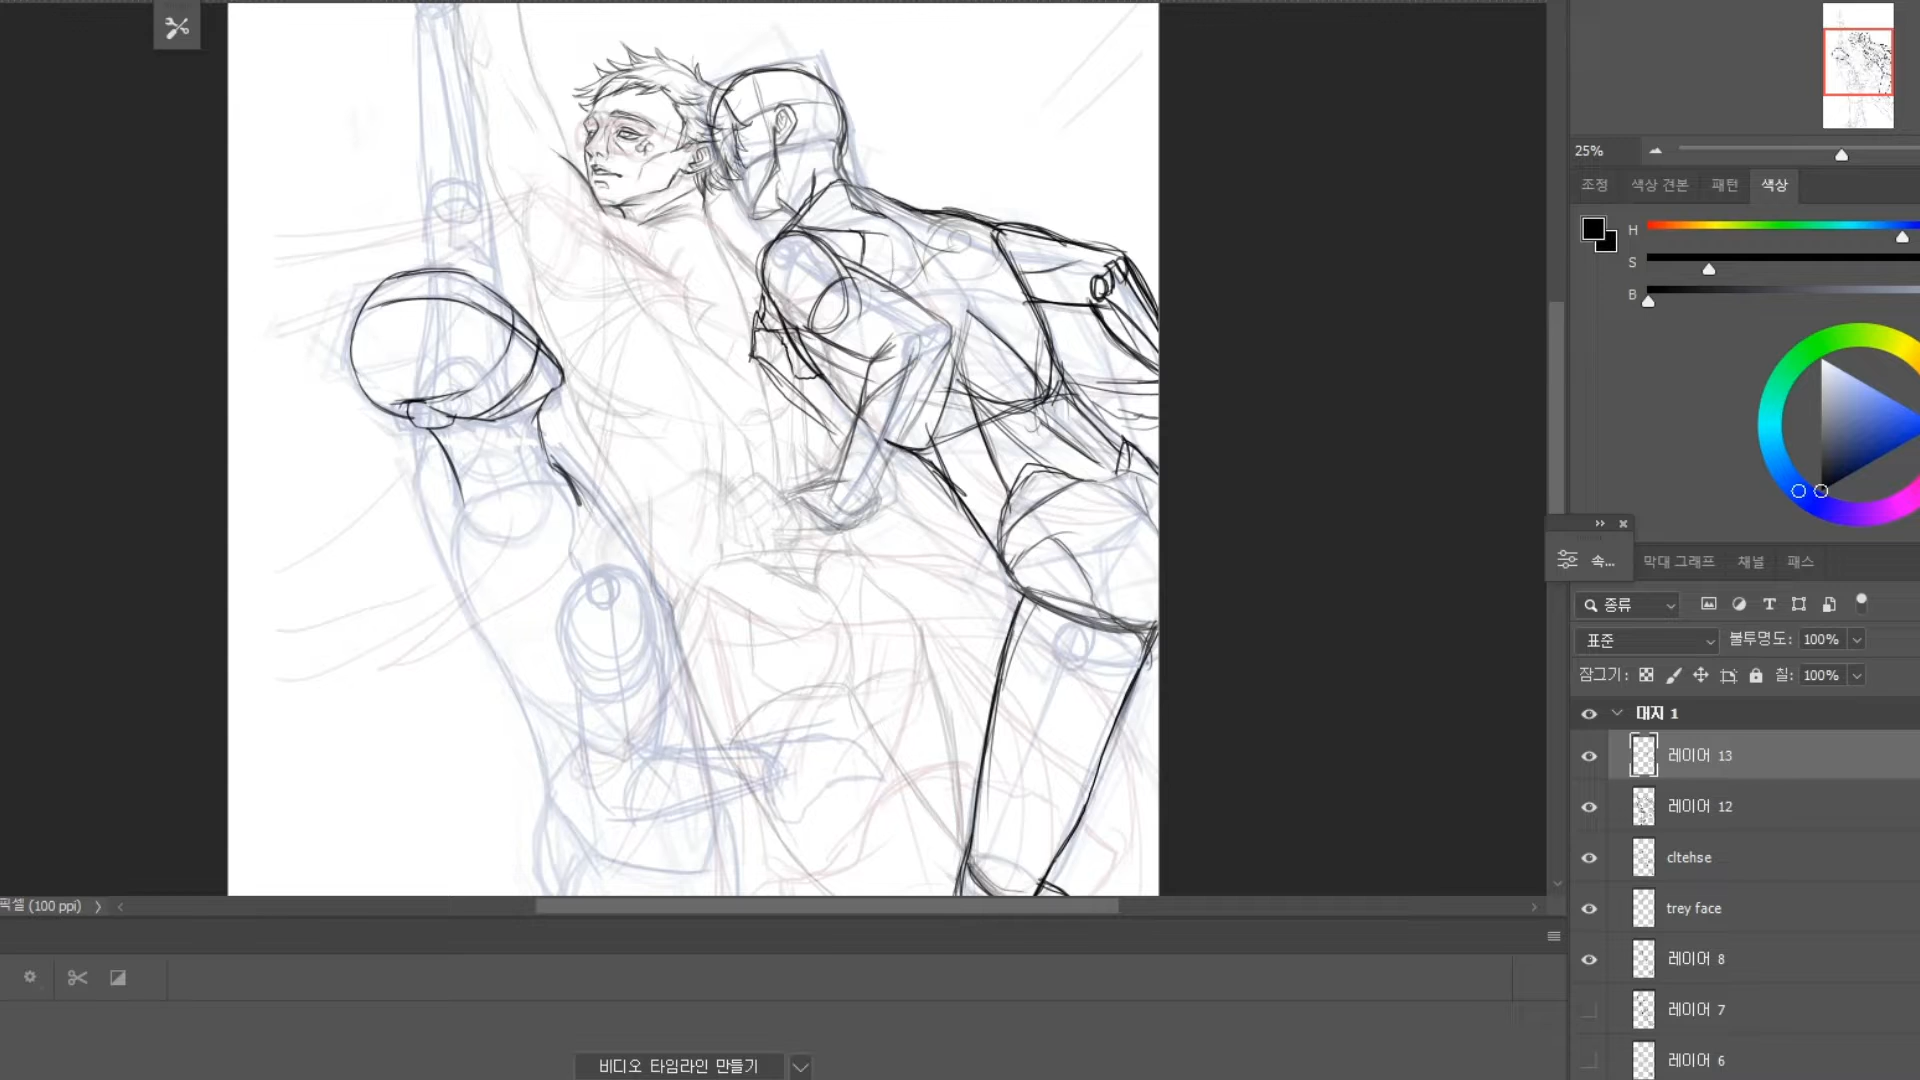 25%
조정 색상 견본 패턴 색상
H
S
B
속... 막대 그래프 채널 패스
종류
표준 불투명도: 100%
잠그기: 칠: 100%
대지 1
레이어 13
레이어 12
cltehse
trey face
레이어 8
레이어 7
레이어 6
픽셀 (100 ppi)
비디오 타임라인 만들기